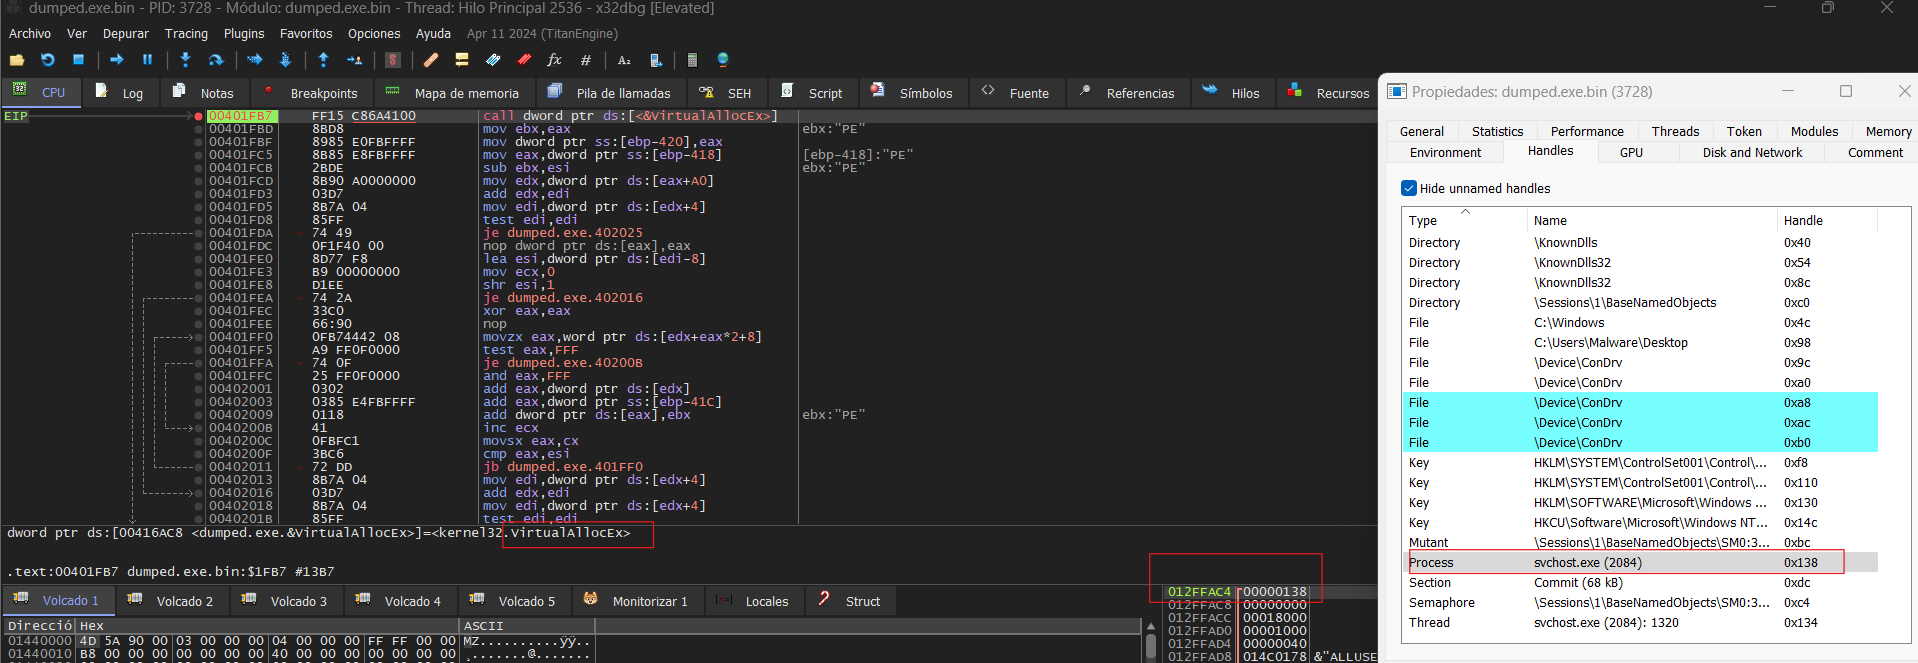 dumped.exe.bin - PID: 3728 - Módulo: dumped.exe.bin - Thread: Hilo Principal 2536 - x32dbg [Elevated]
Archivo Ver Depurar Tracing Plugins Favoritos Opciones Ayuda Apr 11 2024 (TitanEngine)
CPU Log Notas Breakpoints Mapa de memoria Pila de llamadas SEH Script Símbolos Fuente Referencias Hilos Recursos
EIP 00401FB7 FF15 C86A4100 call dword ptr ds:[<&VirtualAllocEx>]
00401FBD 8BD8 mov ebx,eax ebx:"PE"
00401FBF 8985 E0FBFFFF mov dword ptr ss:[ebp-420],eax
00401FC5 8B85 E8FBFFFF mov eax,dword ptr ss:[ebp-418] [ebp-418]:"PE"
00401FCB 2BDE sub ebx,esi ebx:"PE"
00401FCD 8B90 A0000000 mov edx,dword ptr ds:[eax+A0]
00401FD3 03D7 add edx,edi
00401FD5 8B7A 04 mov edi,dword ptr ds:[edx+4]
00401FD8 85FF test edi,edi
00401FDA 74 49 je dumped.exe.402025
00401FDC 0F1F40 00 nop dword ptr ds:[eax],eax
00401FE0 8D77 F8 lea esi,dword ptr ds:[edi-8]
00401FE3 B9 00000000 mov ecx,0
00401FE8 D1EE shr esi,1
00401FEA 74 2A je dumped.exe.402016
00401FEC 33C0 xor eax,eax
00401FEE 66:90 nop
00401FF0 0FB74442 08 movzx eax,word ptr ds:[edx+eax*2+8]
00401FF5 A9 FF0F0000 test eax,FFF
00401FFA 74 0F je dumped.exe.40200B
00401FFC 25 FF0F0000 and eax,FFF
00402001 0302 add eax,dword ptr ds:[edx]
00402003 0385 E4FBFFFF add eax,dword ptr ss:[ebp-41C]
00402009 0118 add dword ptr ds:[eax],ebx ebx:"PE"
0040200B 41 inc ecx
0040200C 0FBFC1 movsx eax,cx
0040200F 3BC6 cmp eax,esi
00402011 72 DD jb dumped.exe.401FF0
00402013 8B7A 04 mov edi,dword ptr ds:[edx+4]
00402016 03D7 add edx,edi
00402018 8B7A 04 mov edi,dword ptr ds:[edx+4]
0040201B 85FF test edi,edi
dword ptr ds:[00416AC8 <dumped.exe.&VirtualAllocEx>]=<kernel32.VirtualAllocEx>
.text:00401FB7 dumped.exe.bin:$1FB7 #13B7
Volcado 1 Volcado 2 Volcado 3 Volcado 4 Volcado 5 Monitorizar 1 Locales Struct
Direcció Hex ASCII
01440000 4D 5A 90 00 03 00 00 00 04 00 00 00 FF FF 00 00 MZ..........ÿÿ..
01440010 B8 00 00 00 00 00 00 00 40 00 00 00 00 00 00 00 ........@.......
012FFAC4 00000138
012FFAC8 00000000
012FFACC 00018000
012FFAD0 00001000
012FFAD4 00000040
012FFAD8 014C0178 &"ALLUSE
Propiedades: dumped.exe.bin (3728)
General Statistics Performance Threads Token Modules Memory
Environment Handles GPU Disk and Network Comment
Hide unnamed handles
Type Name Handle
Directory \KnownDlls 0x40
Directory \KnownDlls32 0x54
Directory \KnownDlls32 0x8c
Directory \Sessions\1\BaseNamedObjects 0xc0
File C:\Windows 0x4c
File C:\Users\Malware\Desktop 0x98
File \Device\ConDrv 0x9c
File \Device\ConDrv 0xa0
File \Device\ConDrv 0xa8
File \Device\ConDrv 0xac
File \Device\ConDrv 0xb0
Key HKLM\SYSTEM\ControlSet001\Control\... 0xf8
Key HKLM\SYSTEM\ControlSet001\Control\... 0x110
Key HKLM\SOFTWARE\Microsoft\Windows ... 0x130
Key HKCU\Software\Microsoft\Windows NT... 0x14c
Mutant \Sessions\1\BaseNamedObjects\SM0:3... 0xbc
Process svchost.exe (2084) 0x138
Section Commit (68 kB) 0xdc
Semaphore \Sessions\1\BaseNamedObjects\SM0:3... 0xc4
Thread svchost.exe (2084): 1320 0x134